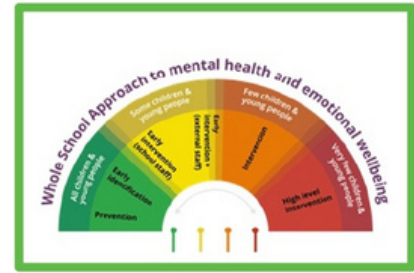 Whole School Approach to mental health and emotional wellbeing
All Children &
young people
Some Children &
young people
Few Children &
young people
Very few Children &
young people
Prevention
Early
identification
Early
intervention
(school staff)
Early
intervention +
(external staff)
Intervention
High level
intervention